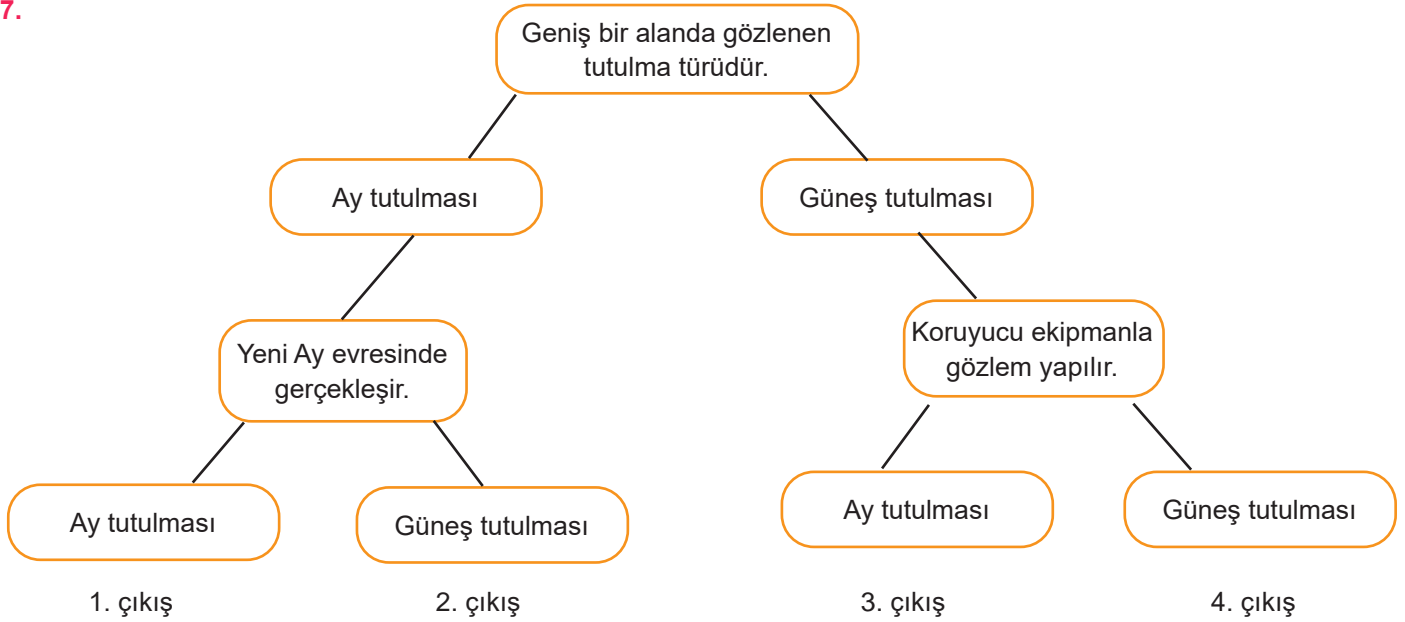 7.
Geniş bir alanda gözlenen
tutulma türüdür.
Ay tutulması
Güneş tutulması
Yeni Ay evresinde
gerçekleşir.
Koruyucu ekipmanla
gözlem yapılır.
Ay tutulması
Güneş tutulması
Ay tutulması
Güneş tutulması
1. çıkış
2. çıkış
3. çıkış
4. çıkış